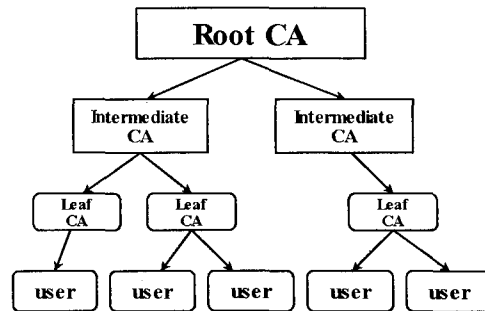 Root CA
Intermediate
CA
Intermediate
CA
Leaf
CA
Leaf
CA
Leaf
CA
user
user
user
user
user